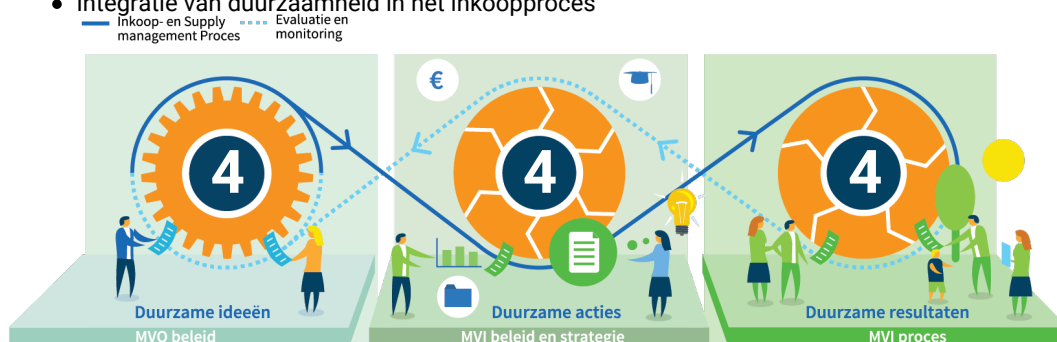 • Integratie van duurzaamheid in het inkoopproces
Inkoop- en Supply
management Proces
Evaluatie en
monitoring
€
4
4
4
Duurzame ideeën
Duurzame acties
Duurzame resultaten
MVO beleid
MVI beleid en strategie
MVI proces